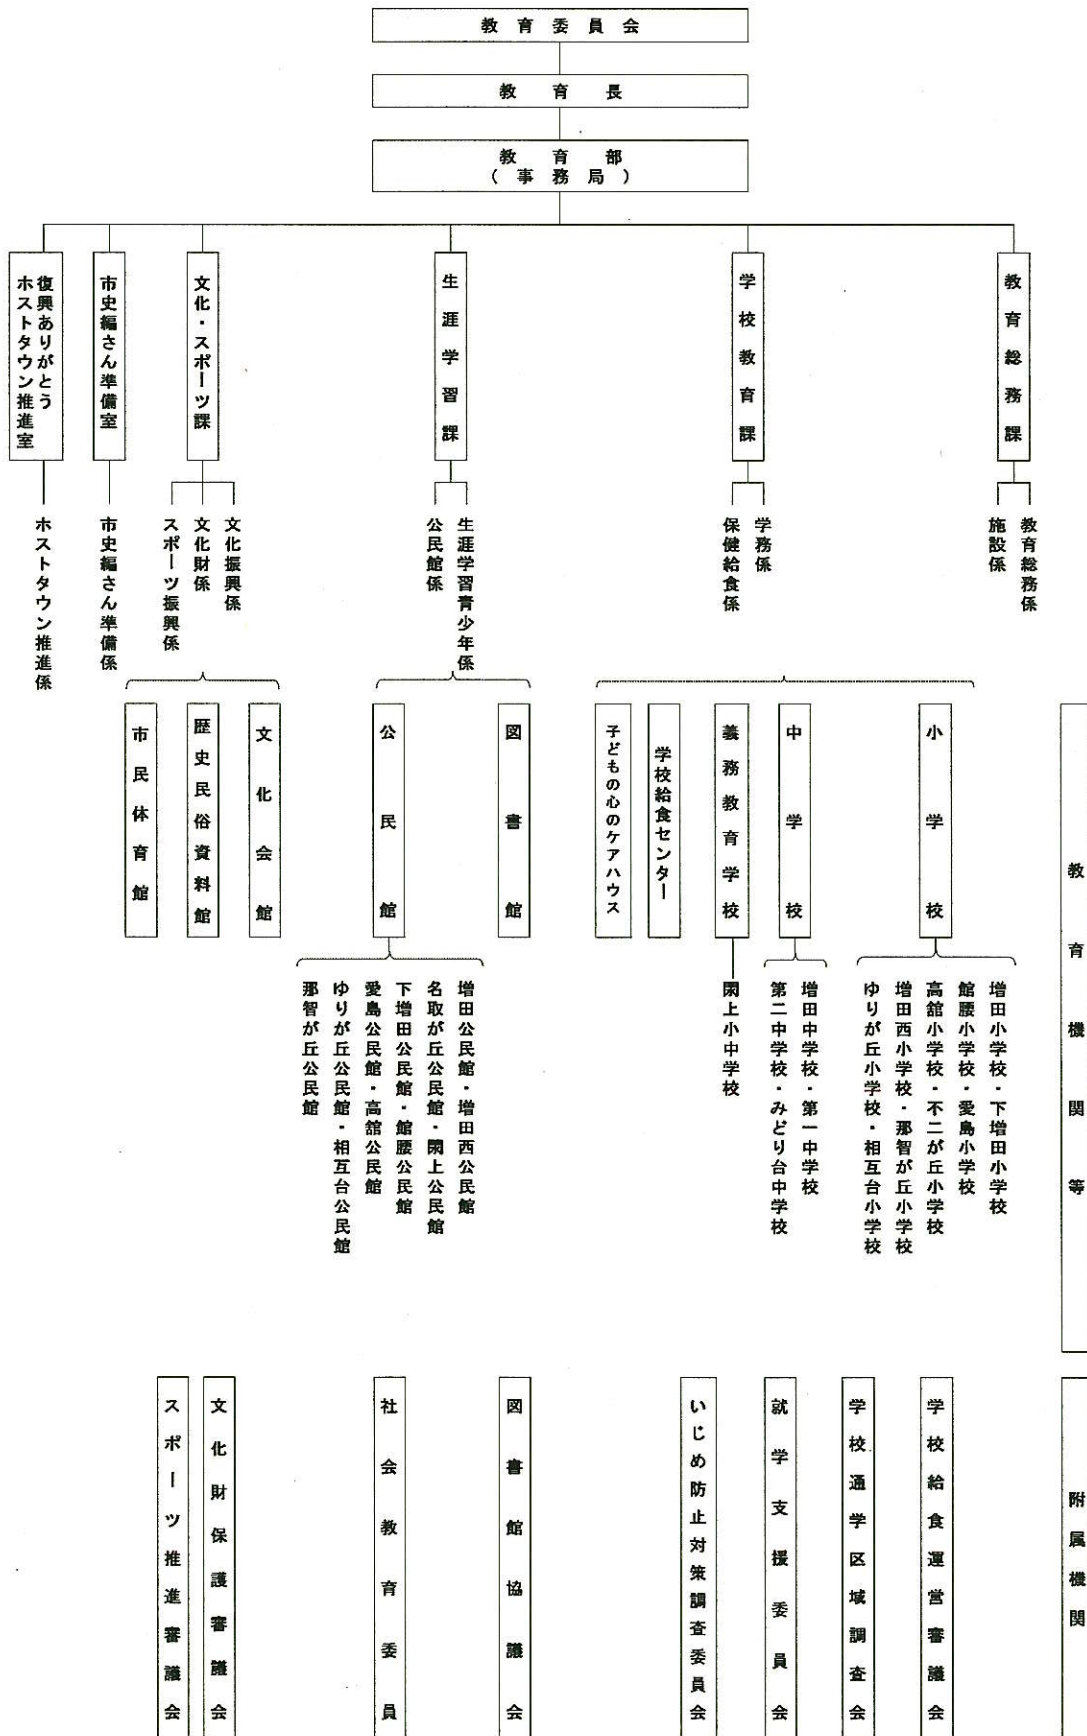 教育委員会
教育長
教育部
(事務局)
教育総務課
学校教育課
生涯学習課
文化・スポーツ課
市史編さん準備室
復興ありがとう
ホストタウン推進室
教育総務係
施設係
学務係
保健給食係
生涯学習青少年係
公民館係
文化振興係
文化財係
スポーツ振興係
市史編さん準備係
ホストタウン推進係
教育機関等
小学校
中学校
義務教育学校
学校給食センター
子どもの心のケアハウス
図書館
公民館
文化会館
歴史民俗資料館
市民体育館
増田小学校・下増田小学校
館腰小学校・愛島小学校
高舘小学校・不二が丘小学校
増田西小学校・那智が丘小学校
ゆりが丘小学校・相互台小学校
増田中学校・第一中学校
第二中学校・みどり台中学校
閖上小中学校
増田公民館・増田西公民館
名取が丘公民館・閖上公民館
下増田公民館・館腰公民館
愛島公民館・高舘公民館
ゆりが丘公民館・相互台公民館
那智が丘公民館
附属機関
学校給食運営審議会
学校通学区域調査会
就学支援委員会
いじめ防止対策調査委員会
図書館協議会
社会教育委員
文化財保護審議会
スポーツ推進審議会